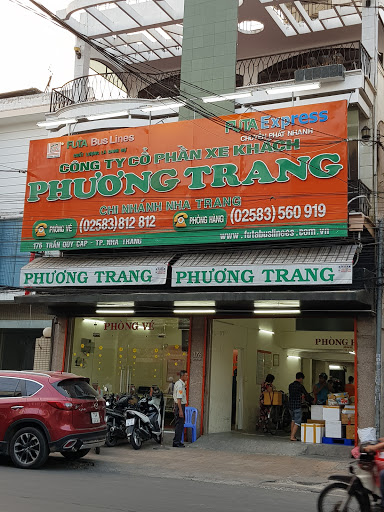 FUTA Bus Lines
FUTA Express
CHUYỂN PHÁT NHANH
CÔNG TY CỔ PHẦN XE KHÁCH
PHƯƠNG TRANG
CHI NHÁNH NHA TRANG
PHÒNG VÉ (02583) 812 812
PHÒNG HÀNG (02583) 560 919
176 TRẦN QUÝ CÁP - TP. NHA TRANG
www.futabuslines.com.vn
PHƯƠNG TRANG
PHƯƠNG TRANG
PHÒNG VÉ
PHÒNG